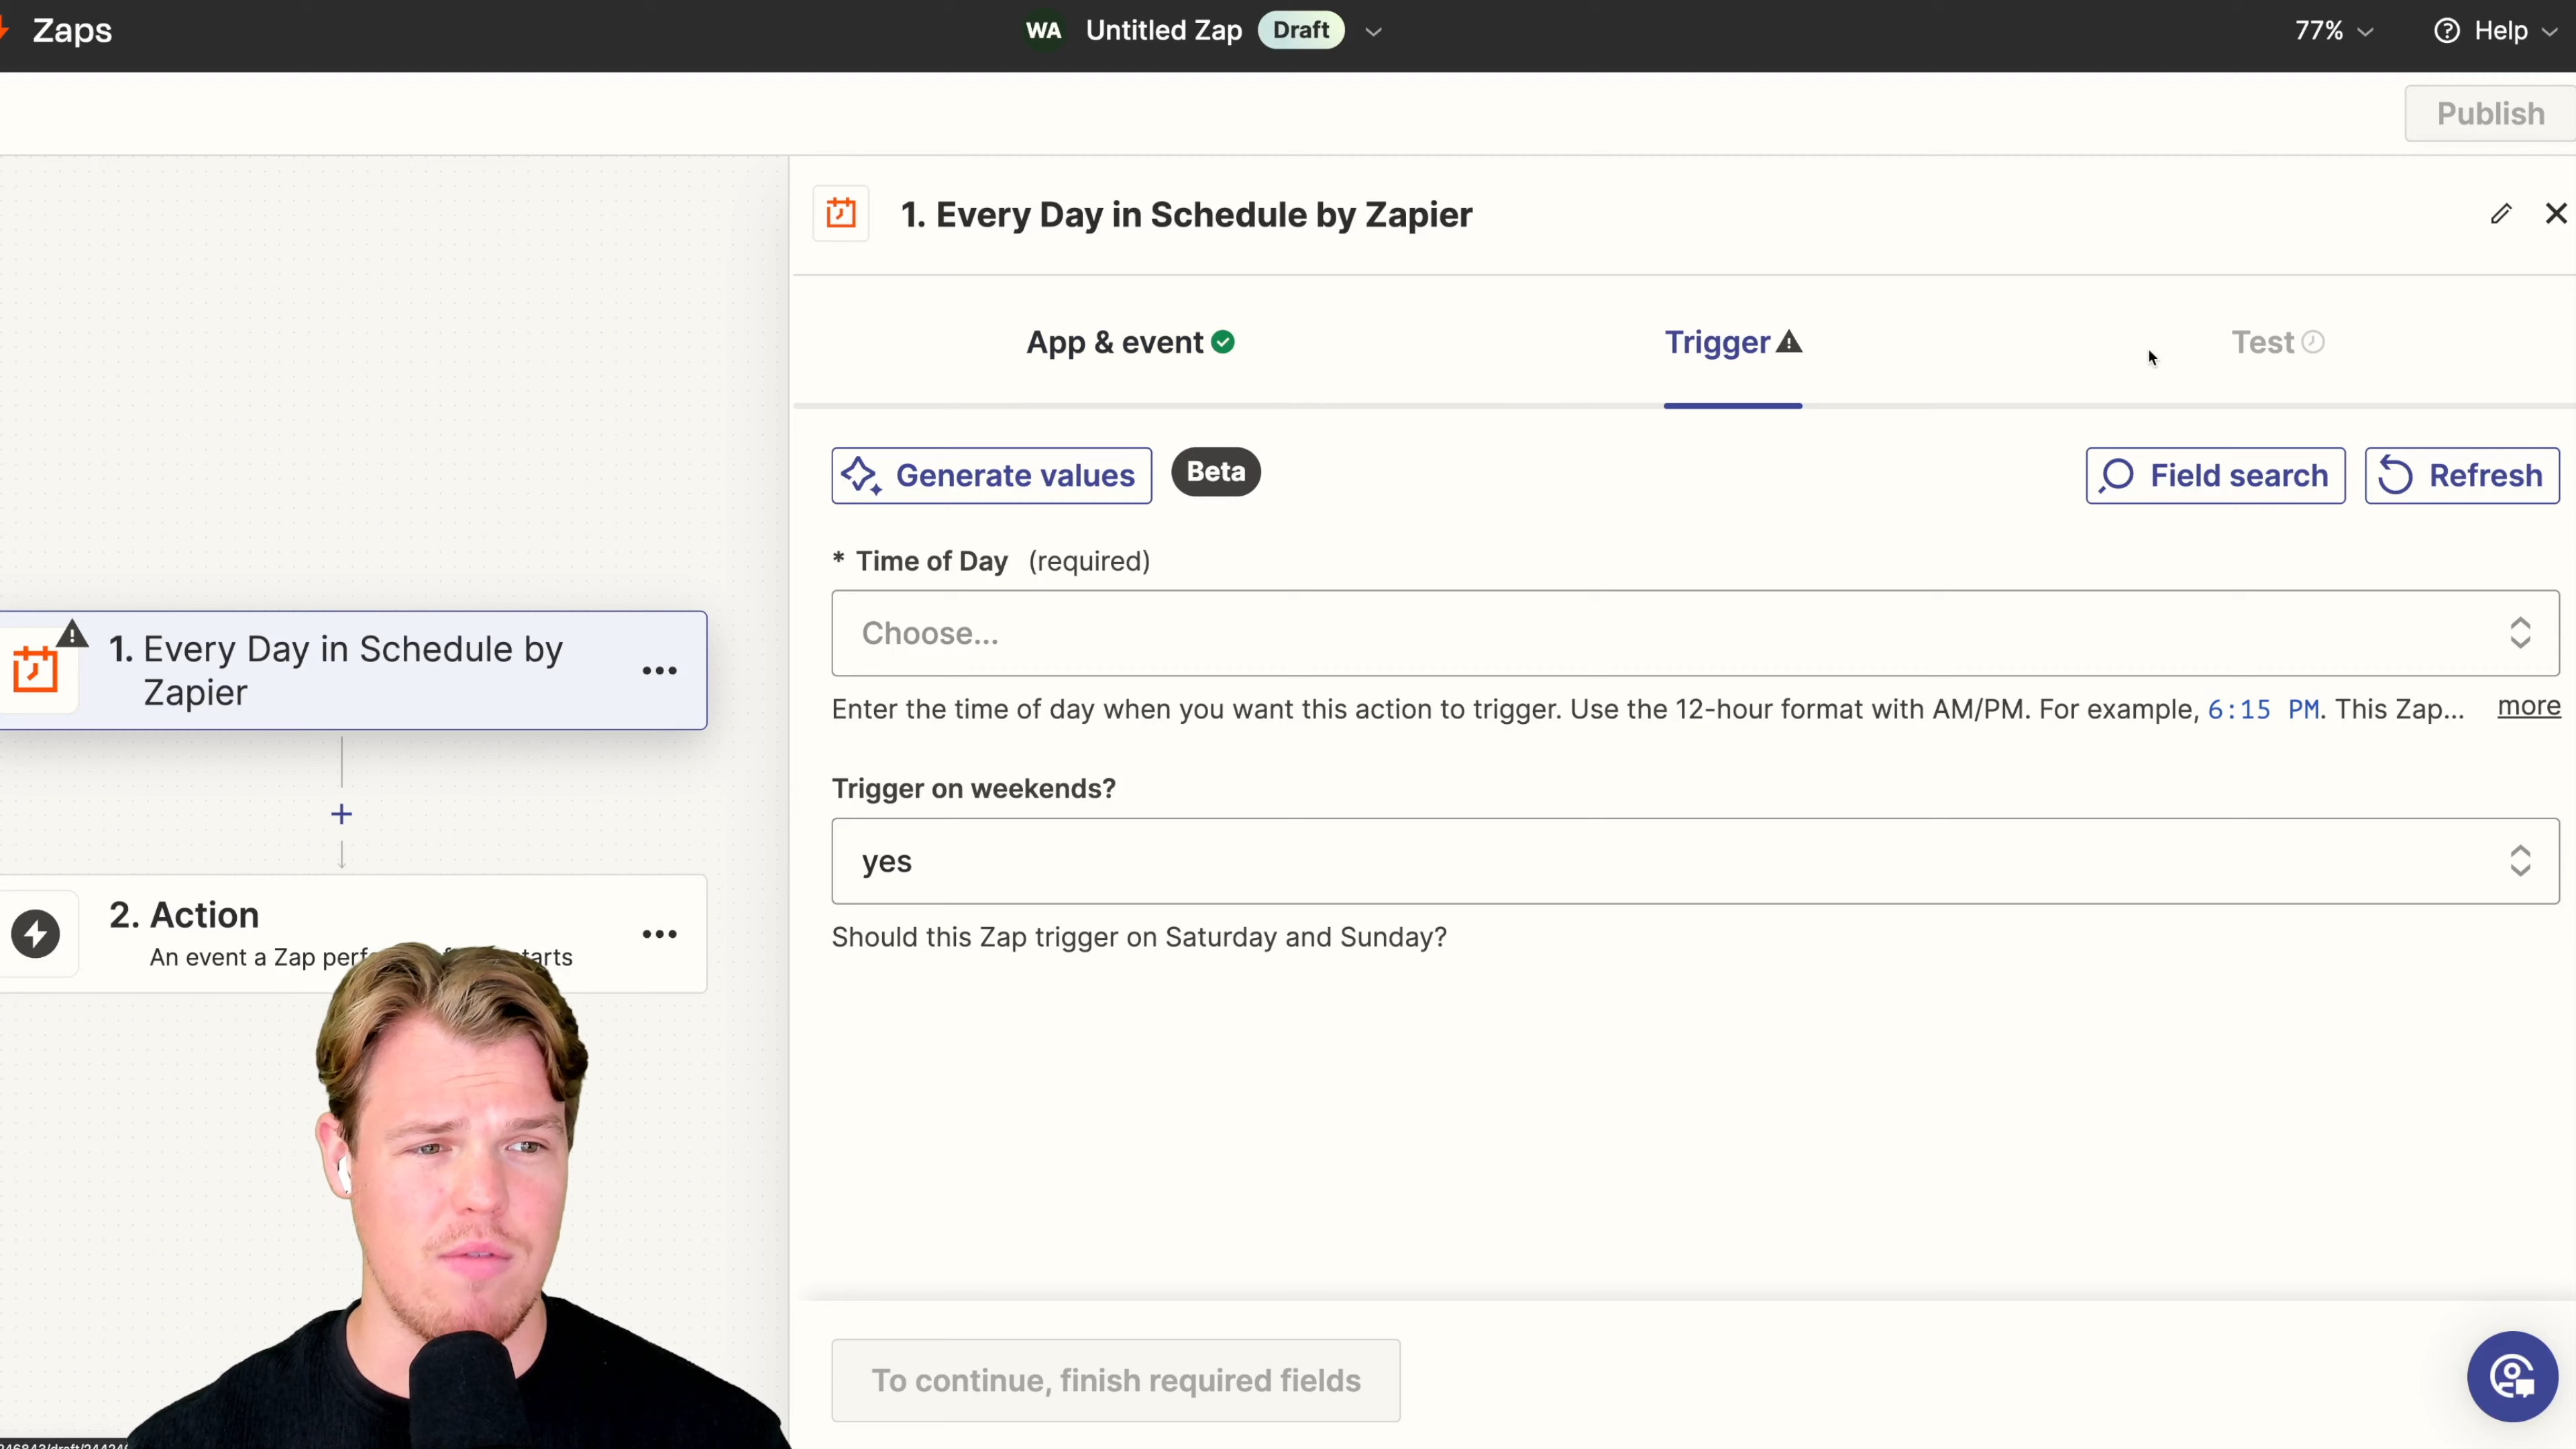 Zaps
WA Untitled Zap Draft
77%
Help
Publish
1. Every Day in Schedule by Zapier
App & event
Trigger
Test
Generate values
Beta
Field search
Refresh
* Time of Day (required)
Choose...
Enter the time of day when you want this action to trigger. Use the 12-hour format with AM/PM. For example, 6:15 PM. This Zap... more
Trigger on weekends?
yes
Should this Zap trigger on Saturday and Sunday?
To continue, finish required fields
1. Every Day in Schedule by
Zapier
2. Action
An event a Zap